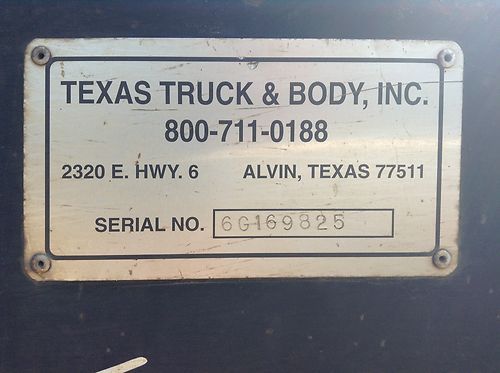 TEXAS TRUCK & BODY, INC.
800-711-0188
2320 E. HWY. 6 ALVIN, TEXAS 77511
SERIAL NO. 6G169825